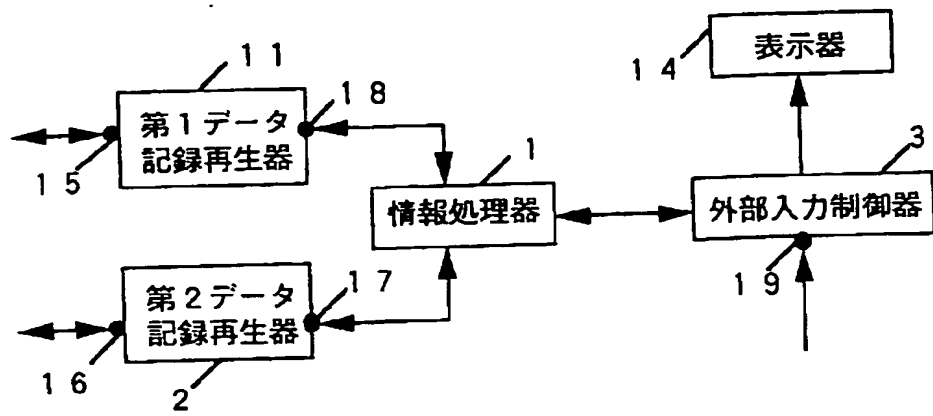 11
18
第1データ
記録再生器
15
表示器
14
1
3
情報処理器
外部入力制御器
19
第2データ
記録再生器
17
16
2